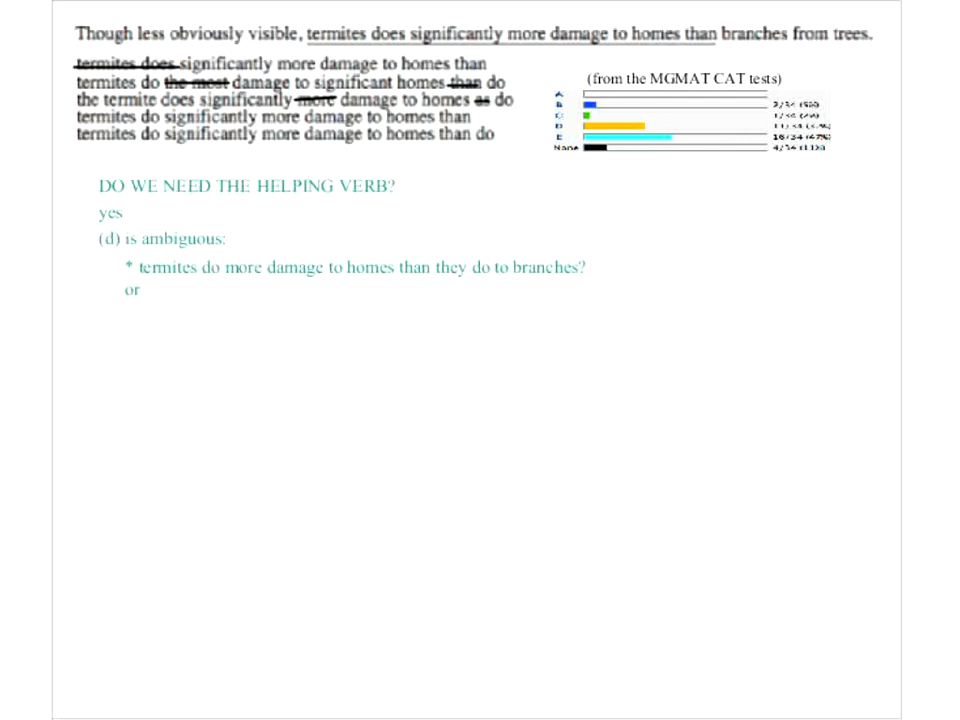 Though less obviously visible, termites does significantly more damage to homes than branches from trees.
termites does significantly more damage to homes than
termites do the most damage to significant homes than do
the termite does significantly more damage to homes as do
termites do significantly more damage to homes than
termites do significantly more damage to homes than do
(from the MGMAT CAT tests)
A
B
C
D
E 16/34 (47%)
None
DO WE NEED THE HELPING VERB?
yes
(d) is ambiguous:
* termites do more damage to homes than they do to branches?
or